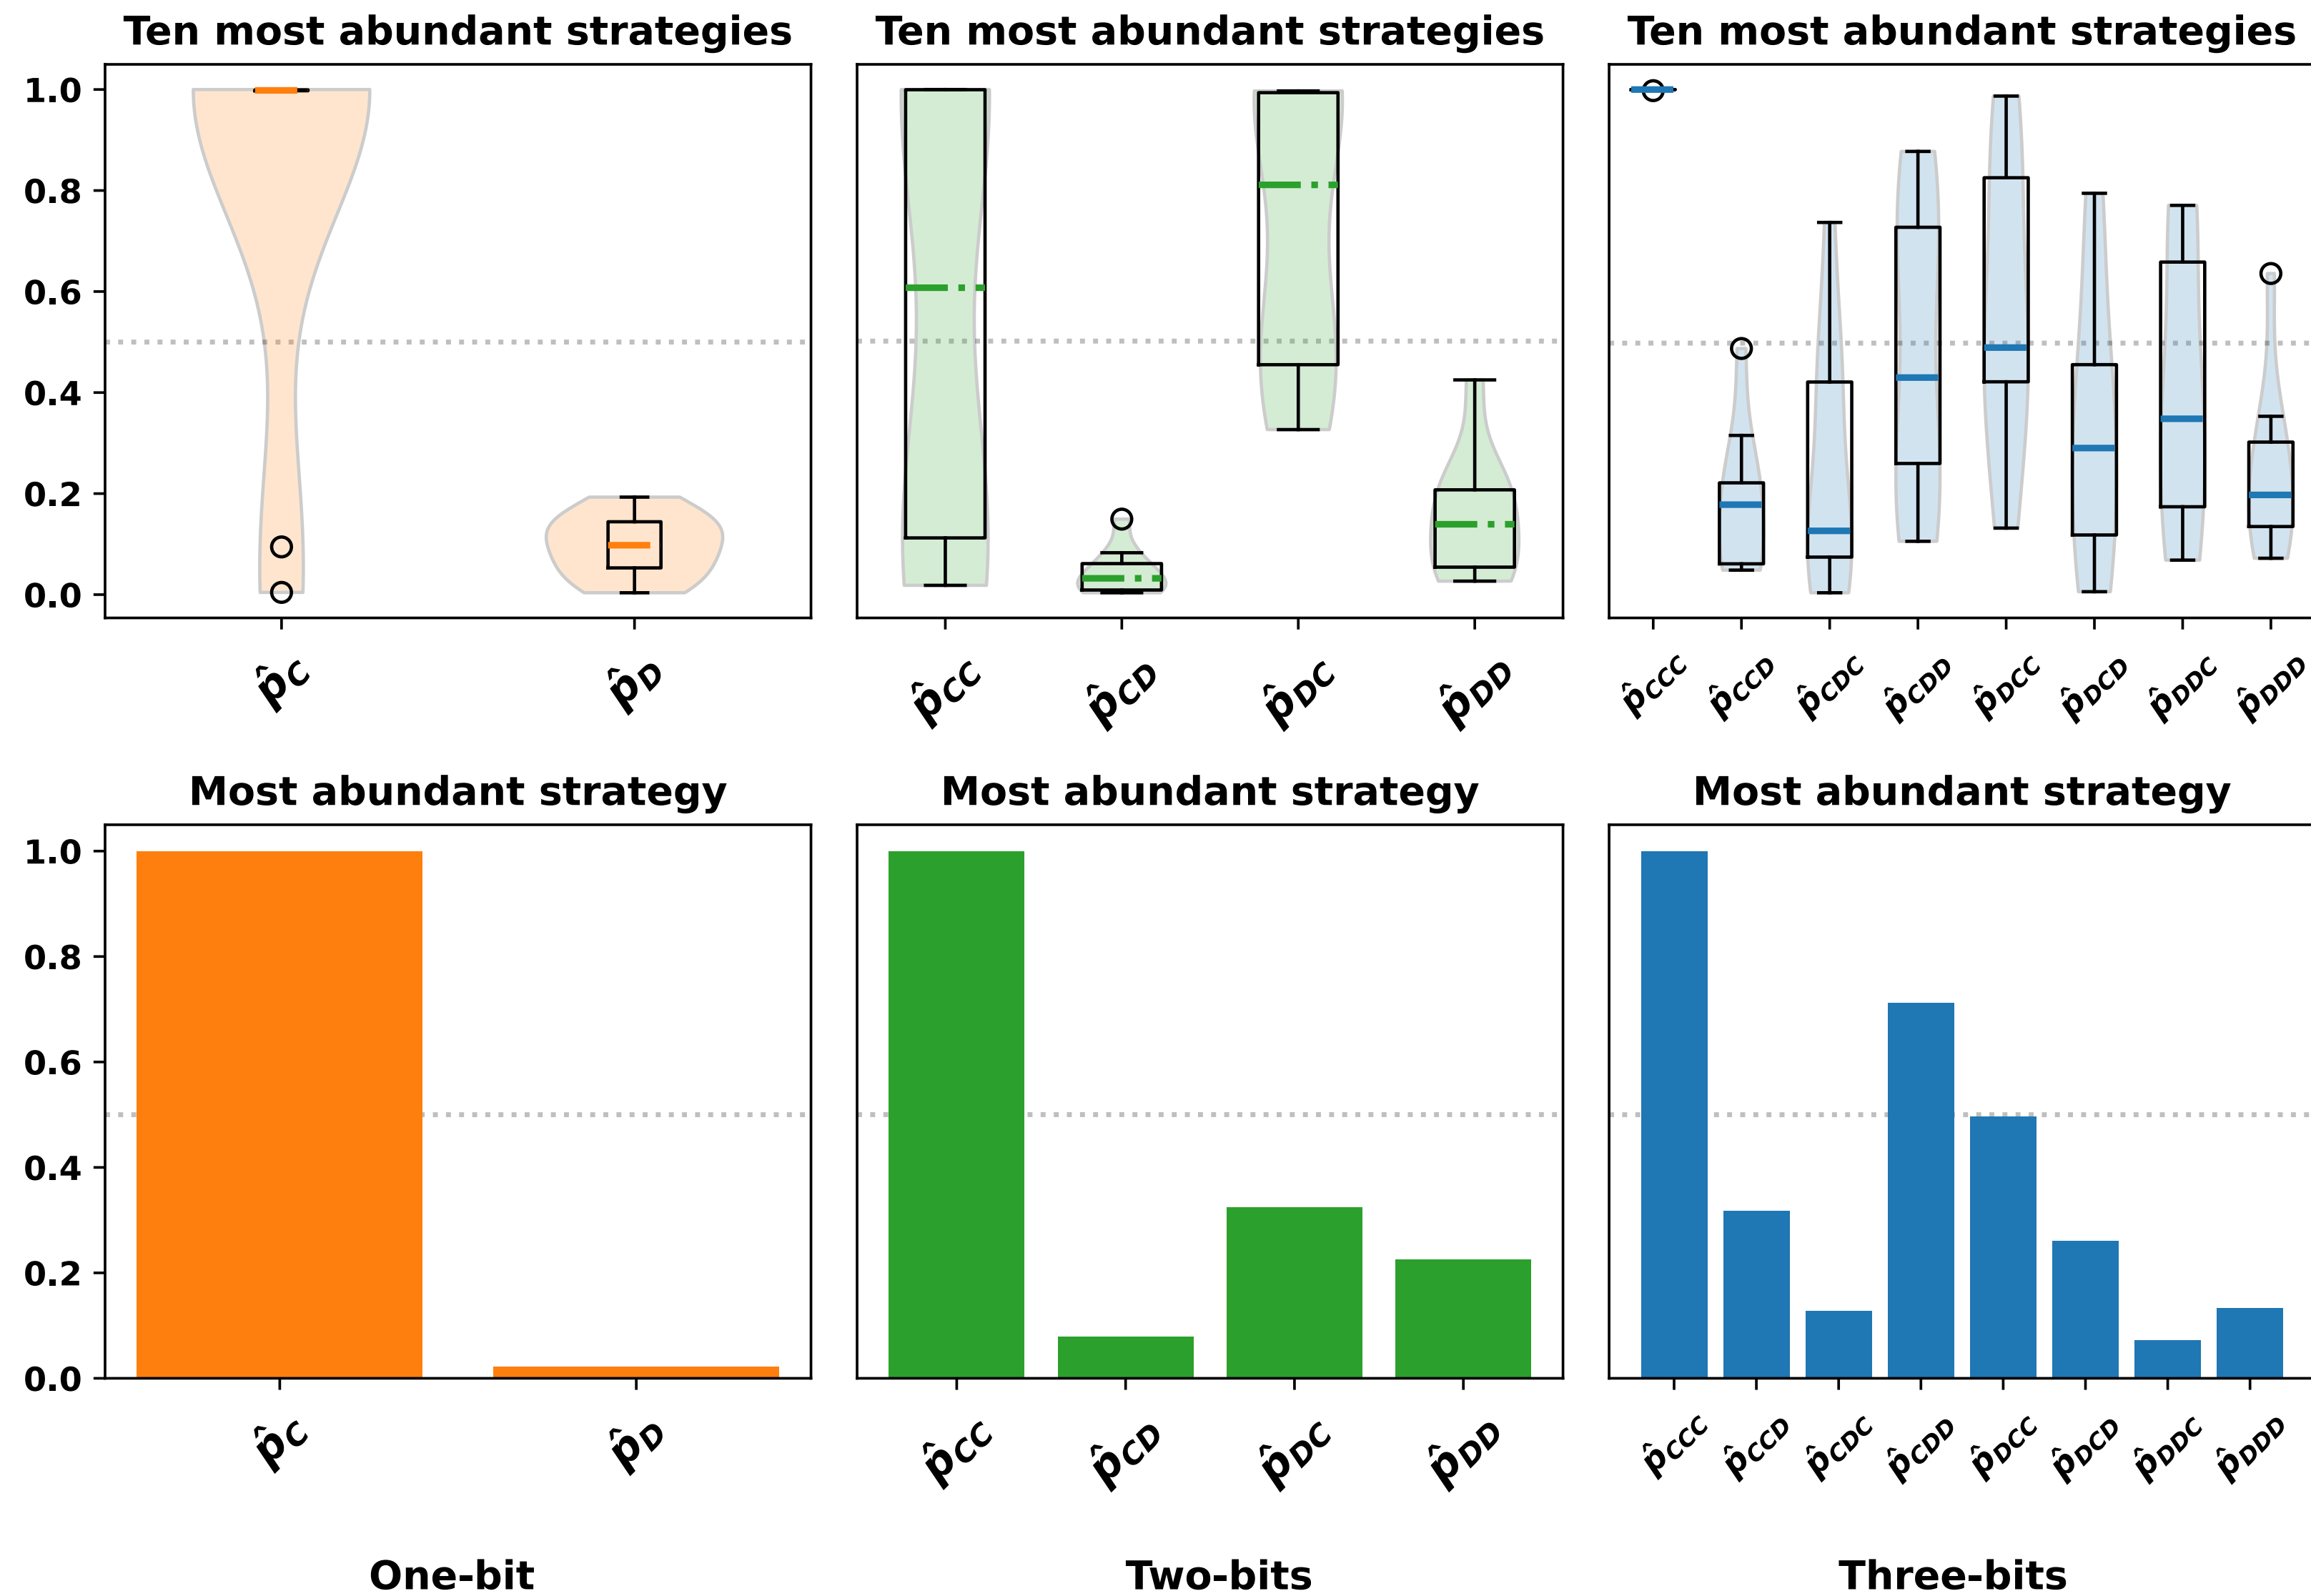 Ten most abundant strategies
Ten most abundant strategies
Ten most abundant strategies
1.0
0.8
0.6
0.4
0.2
0.0
p̂C
p̂D
p̂CC
p̂CD
p̂DC
p̂DD
p̂CCC
p̂CCD
p̂CDC
p̂CDD
p̂DCC
p̂DCD
p̂DDC
p̂DDD
Most abundant strategy
Most abundant strategy
Most abundant strategy
1.0
0.8
0.6
0.4
0.2
0.0
p̂C
p̂D
p̂CC
p̂CD
p̂DC
p̂DD
p̂CCC
p̂CCD
p̂CDC
p̂CDD
p̂DCC
p̂DCD
p̂DDC
p̂DDD
One-bit
Two-bits
Three-bits